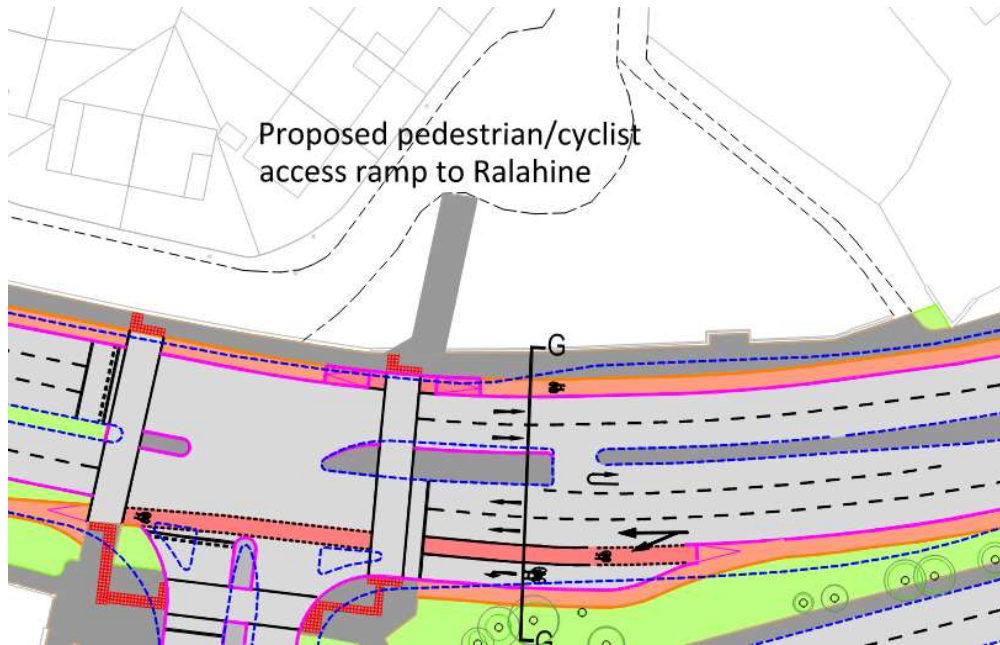 Proposed pedestrian/cyclist
access ramp to Ralahine
G
G